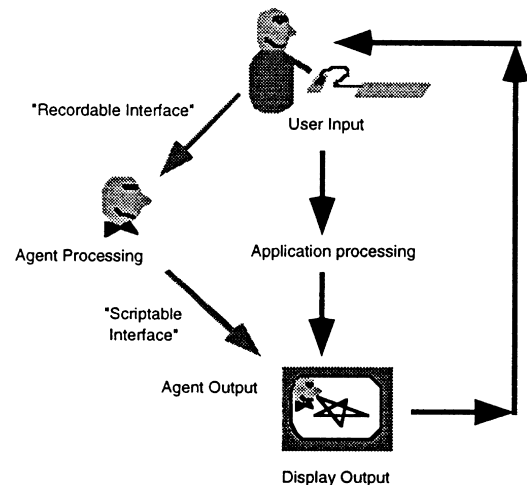 "Recordable Interface"
User Input
Agent Processing
Application processing
"Scriptable
Interface"
Agent Output
Display Output